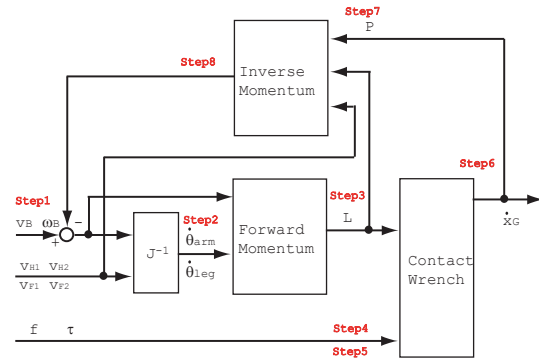 Step7
P
Step8
Inverse
Momentum
Step6
Step1
Step2
Step3
vB ωB −
+
θ̇arm
θ̇leg
J⁻¹
Forward
Momentum
L
ẋG
Contact
Wrench
VH1 VH2
VF1 VF2
f τ
Step4
Step5